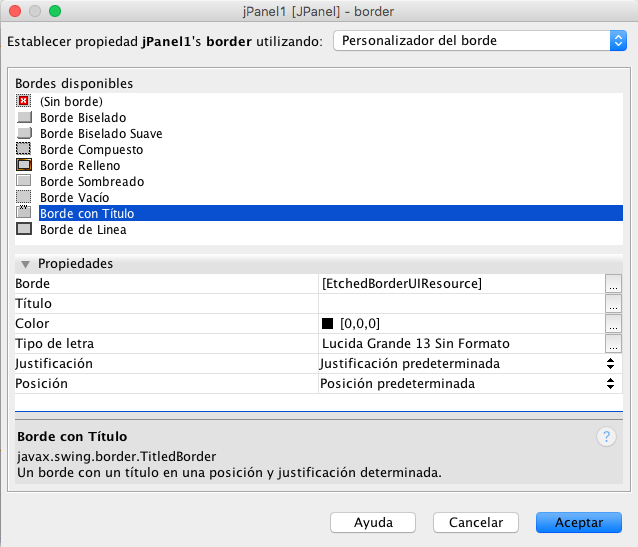 jPanel1 [JPanel] - border
Establecer propiedad jPanel1's border utilizando: Personalizador del borde
Bordes disponibles
(Sin borde)
Borde Biselado
Borde Biselado Suave
Borde Compuesto
Borde Relleno
Borde Sombreado
Borde Vacío
XY Borde con Título
Borde de Linea
Propiedades
Borde [EtchedBorderUIResource] ...
Título ...
Color [0,0,0] ...
Tipo de letra Lucida Grande 13 Sin Formato ...
Justificación Justificación predeterminada
Posición Posición predeterminada
Borde con Título ?
javax.swing.border.TitledBorder
Un borde con un título en una posición y justificación determinada.
Ayuda Cancelar Aceptar